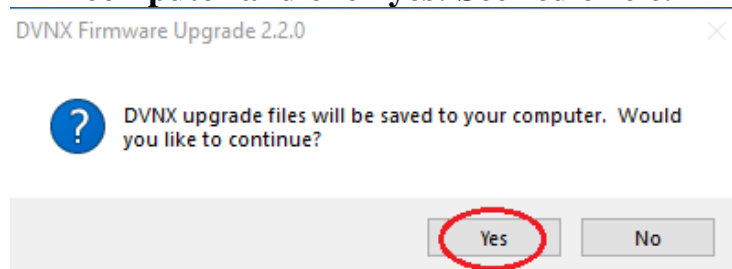 DVNX Firmware Upgrade 2.2.0
DVNX upgrade files will be saved to your computer. Would
you like to continue?
Yes
No